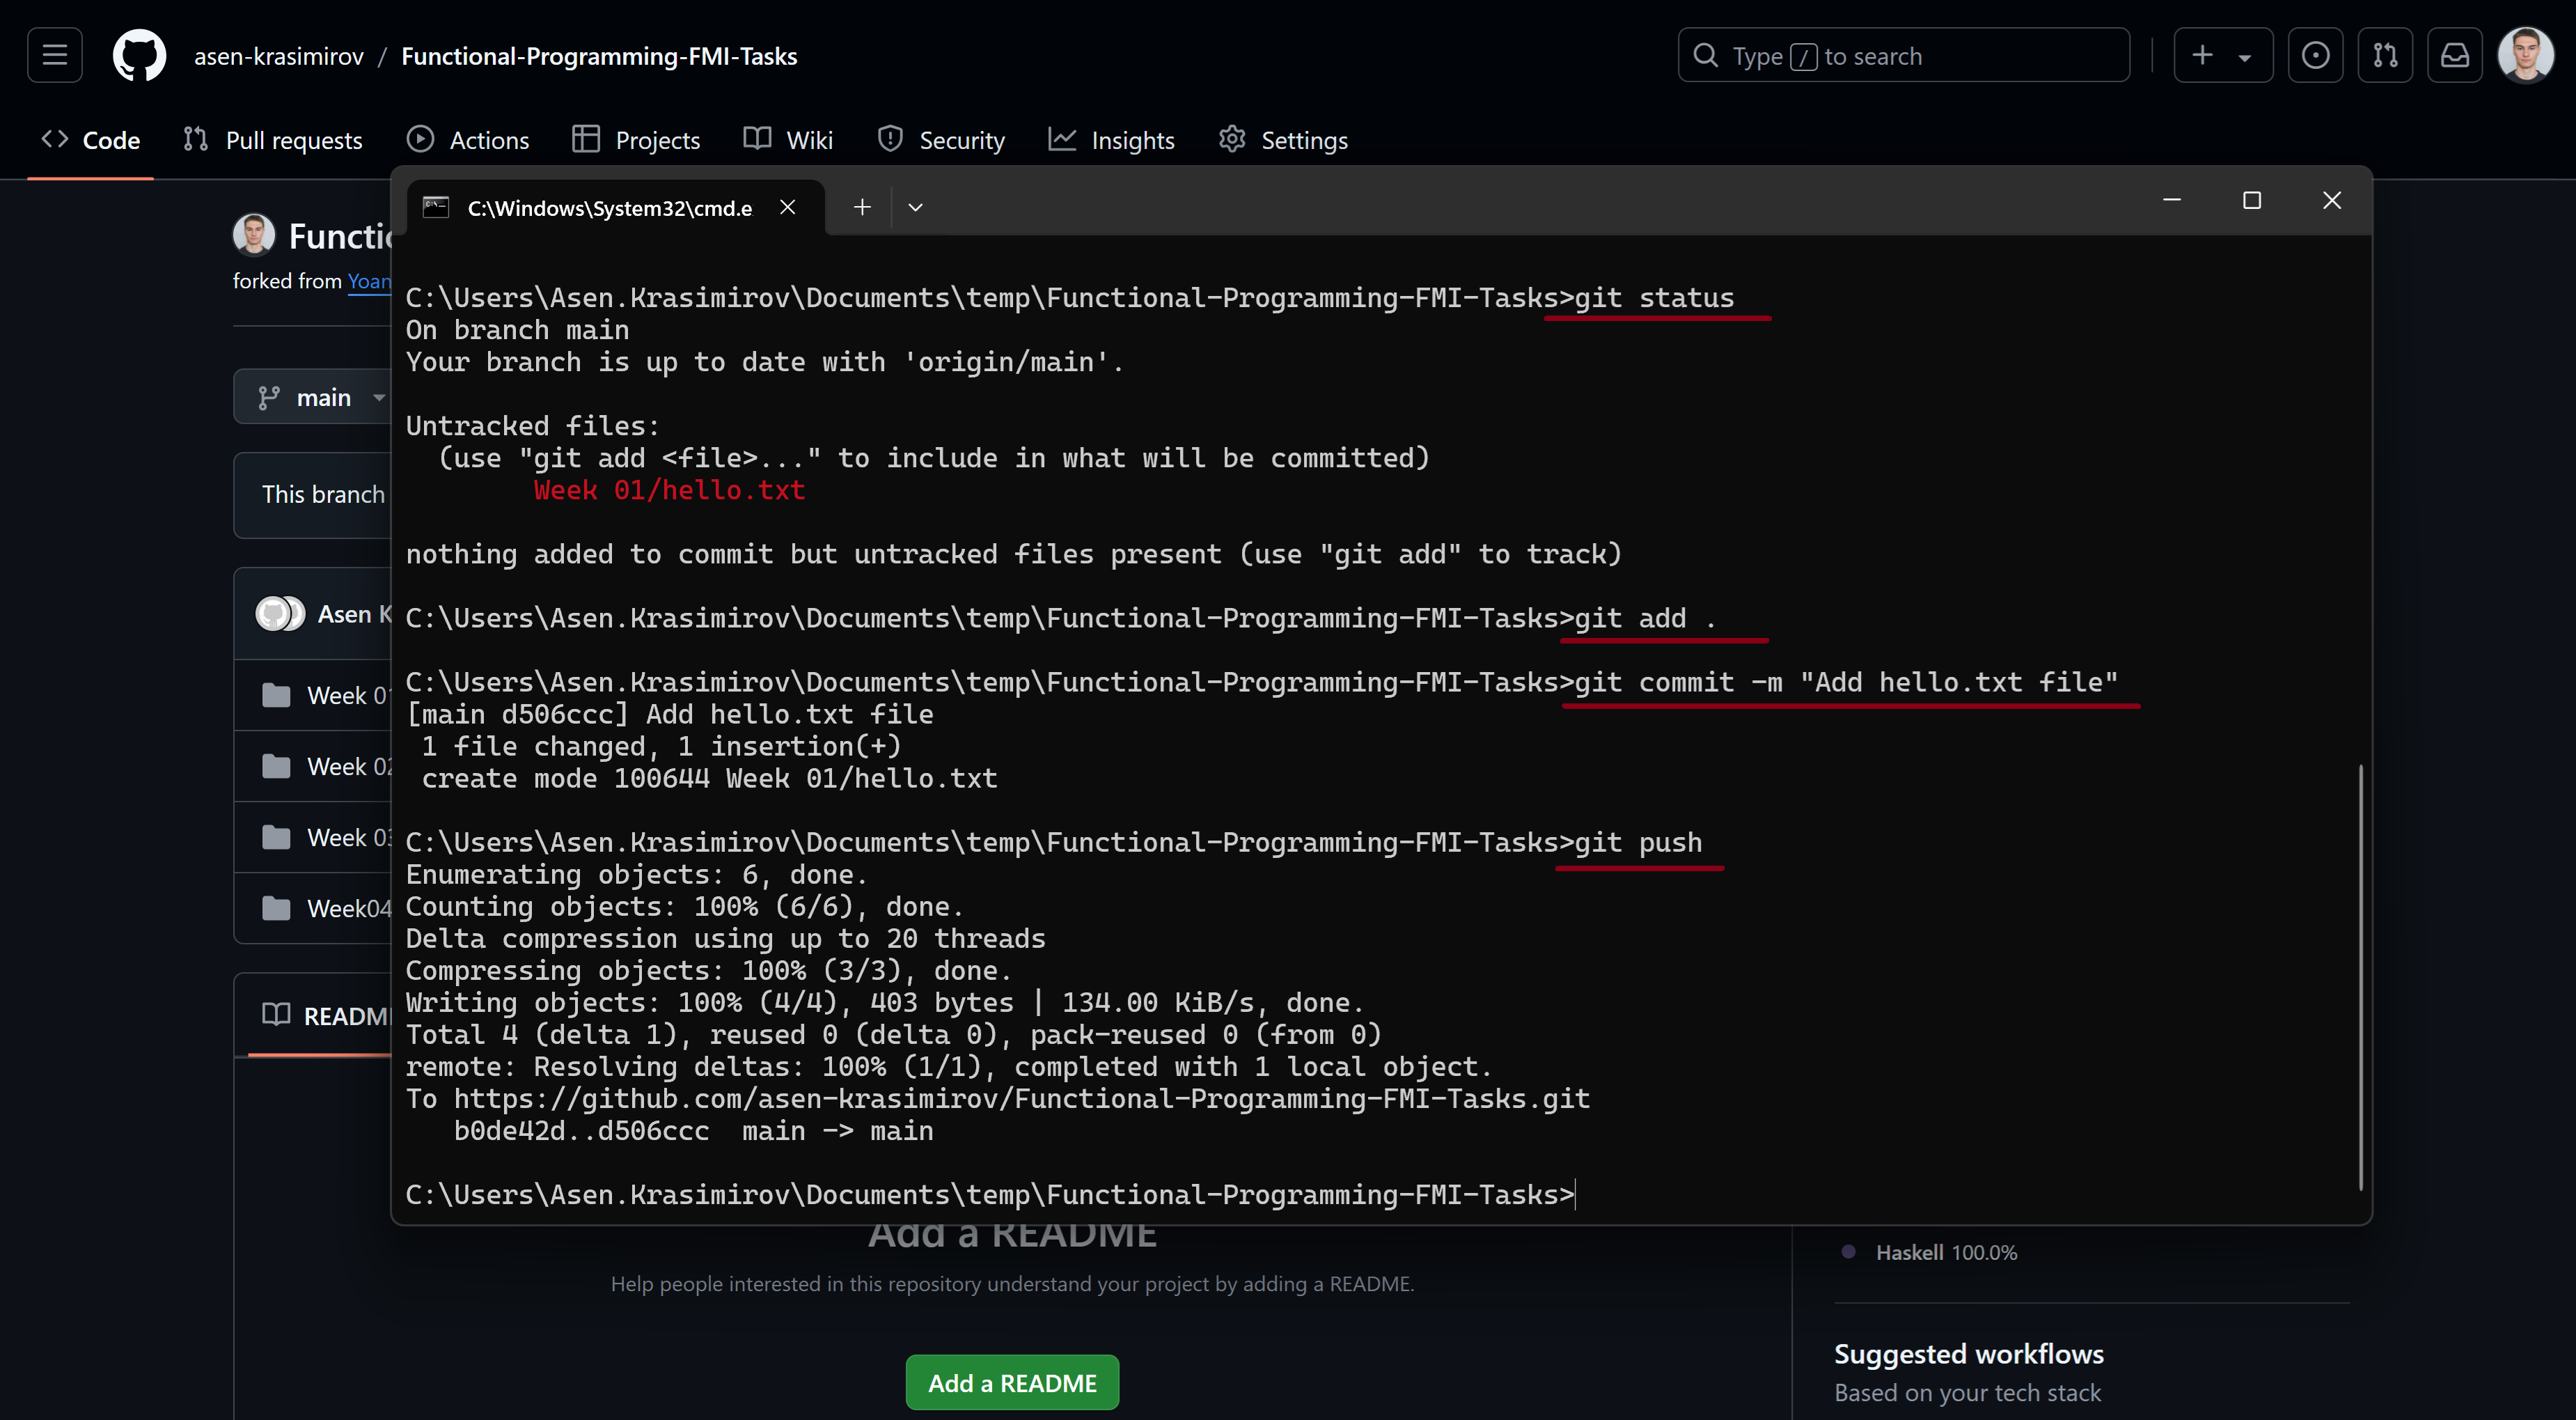 asen-krasimirov / Functional-Programming-FMI-Tasks
Type / to search
Code
Pull requests
Actions
Projects
Wiki
Security
Insights
Settings
C:\Windows\System32\cmd.e
forked from
main
This branch
Asen K
Week 01
Week 02
Week 03
Week04
C:\Users\Asen.Krasimirov\Documents\temp\Functional-Programming-FMI-Tasks>git status
On branch main
Your branch is up to date with 'origin/main'.
Untracked files:
(use "git add <file>..." to include in what will be committed)
Week 01/hello.txt
nothing added to commit but untracked files present (use "git add" to track)
C:\Users\Asen.Krasimirov\Documents\temp\Functional-Programming-FMI-Tasks>git add .
C:\Users\Asen.Krasimirov\Documents\temp\Functional-Programming-FMI-Tasks>git commit -m "Add hello.txt file"
[main d506ccc] Add hello.txt file
1 file changed, 1 insertion(+)
create mode 100644 Week 01/hello.txt
C:\Users\Asen.Krasimirov\Documents\temp\Functional-Programming-FMI-Tasks>git push
Enumerating objects: 6, done.
Counting objects: 100% (6/6), done.
Delta compression using up to 20 threads
Compressing objects: 100% (3/3), done.
Writing objects: 100% (4/4), 403 bytes | 134.00 KiB/s, done.
Total 4 (delta 1), reused 0 (delta 0), pack-reused 0 (from 0)
remote: Resolving deltas: 100% (1/1), completed with 1 local object.
To https://github.com/asen-krasimirov/Functional-Programming-FMI-Tasks.git
b0de42d..d506ccc  main -> main
C:\Users\Asen.Krasimirov\Documents\temp\Functional-Programming-FMI-Tasks>
Add a README
Help people interested in this repository understand your project by adding a README.
Add a README
Haskell 100.0%
Suggested workflows
Based on your tech stack